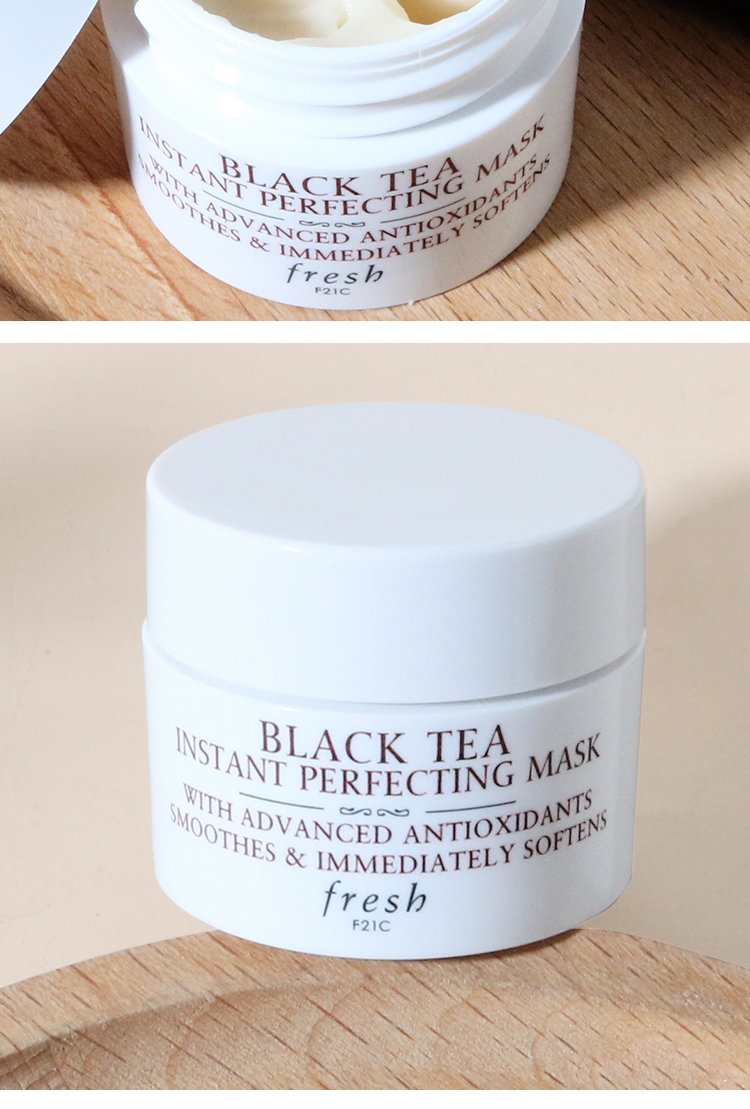 BLACK TEA
INSTANT PERFECTING MASK
WITH ADVANCED ANTIOXIDANTS
SMOOTHES & IMMEDIATELY SOFTENS
fresh
F21C
BLACK TEA
INSTANT PERFECTING MASK
WITH ADVANCED ANTIOXIDANTS
SMOOTHES & IMMEDIATELY SOFTENS
fresh
F21C